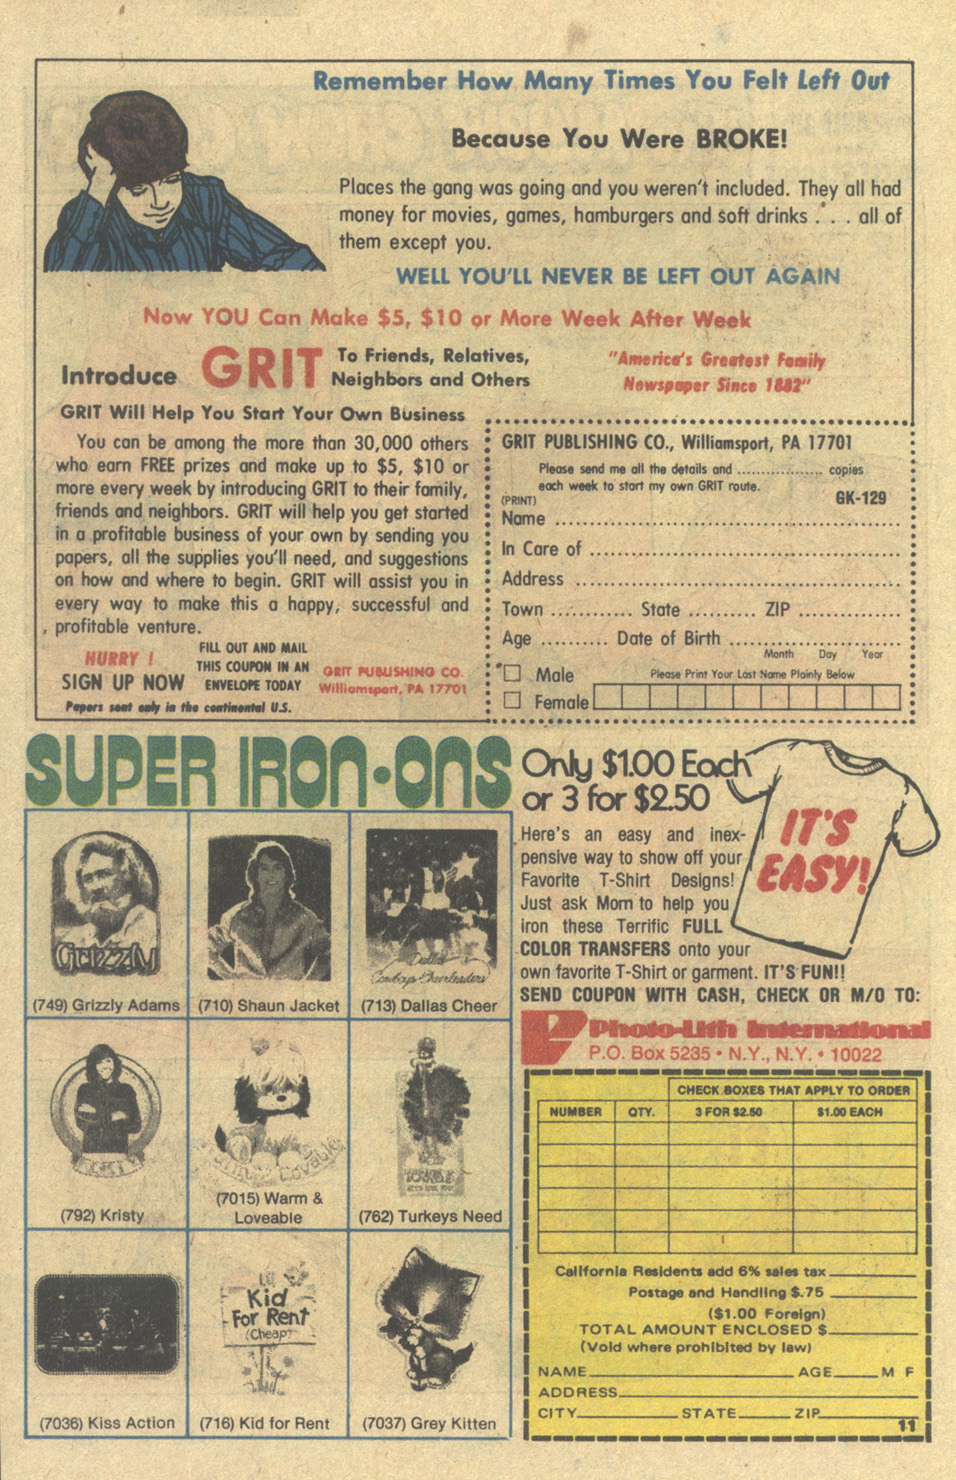 Remember How Many Times You Felt Left Out
Because You Were BROKE!
Places the gang was going and you weren't included. They all had
money for movies, games, hamburgers and soft drinks . . . all of
them except you.
WELL YOU'LL NEVER BE LEFT OUT AGAIN
Now YOU Can Make $5, $10 or More Week After Week
Introduce GRIT To Friends, Relatives,
Neighbors and Others
"America's Greatest Family
Newspaper Since 1882"
GRIT Will Help You Start Your Own Business
You can be among the more than 30,000 others
who earn FREE prizes and make up to $5, $10 or
more every week by introducing GRIT to their family,
friends and neighbors. GRIT will help you get started
in a profitable business of your own by sending you
papers, all the supplies you'll need, and suggestions
on how and where to begin. GRIT will assist you in
every way to make this a happy, successful and
profitable venture.
HURRY !
SIGN UP NOW
FILL OUT AND MAIL
THIS COUPON IN AN
ENVELOPE TODAY
GRIT PUBLISHING CO.
Williamsport, PA 17701
Papers sent only in the continental U.S.
GRIT PUBLISHING CO., Williamsport, PA 17701
Please send me all the details and .................. copies
each week to start my own GRIT route.
(PRINT)
GK-129
Name ..........
In Care of ..........
Address ..........
Town .......... State .......... ZIP ..........
Age .......... Date of Birth ..........
Month Day Year
Male
Female
Please Print Your Last Name Plainly Below
SUPER IRON-ONS
Grizzly
(749) Grizzly Adams
(710) Shaun Jacket
Dallas
Cowboys Cheerleaders
(713) Dallas Cheer
(792) Kristy
Loveable
(7015) Warm &
Loveable
(762) Turkeys Need
(7036) Kiss Action
Kid
For Rent
(Cheap)
(716) Kid for Rent
(7037) Grey Kitten
Only $1.00 Each
or 3 for $2.50
IT'S
EASY!
Here's an easy and inex-
pensive way to show off your
Favorite T-Shirt Designs!
Just ask Mom to help you
iron these Terrific FULL
COLOR TRANSFERS onto your
own favorite T-Shirt or garment. IT'S FUN!!
SEND COUPON WITH CASH, CHECK OR M/O TO:
Photo-Lith International
P.O. Box 5235 • N.Y., N.Y. • 10022
CHECK BOXES THAT APPLY TO ORDER
NUMBER QTY. 3 FOR $2.50 $1.00 EACH
California Residents add 6% sales tax
Postage and Handling $.75
($1.00 Foreign)
TOTAL AMOUNT ENCLOSED $
(Void where prohibited by law)
NAME AGE M F
ADDRESS
CITY STATE ZIP
11